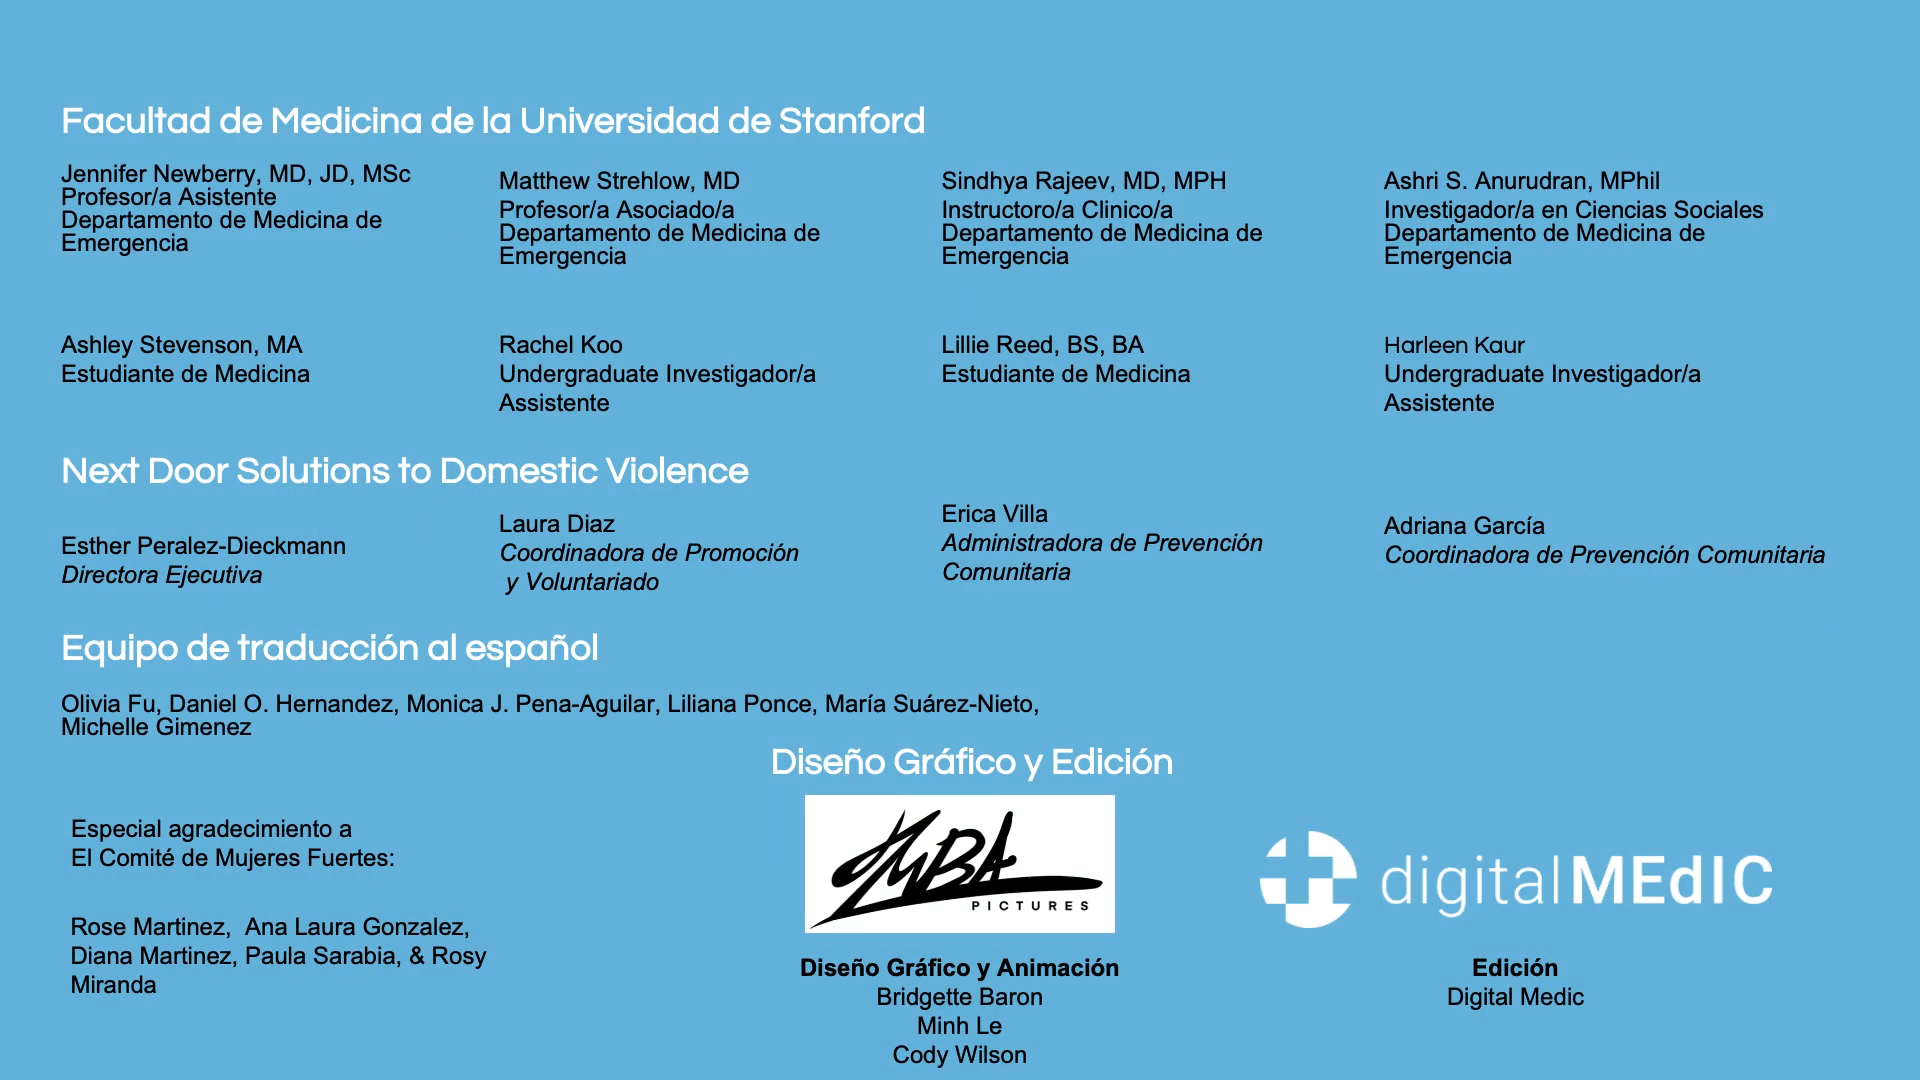 Facultad de Medicina de la Universidad de Stanford
Jennifer Newberry, MD, JD, MSc
Profesor/a Asistente
Departamento de Medicina de
Emergencia
Matthew Strehlow, MD
Profesor/a Asociado/a
Departamento de Medicina de
Emergencia
Sindhya Rajeev, MD, MPH
Instructoro/a Clinico/a
Departamento de Medicina de
Emergencia
Ashri S. Anurudran, MPhil
Investigador/a en Ciencias Sociales
Departamento de Medicina de
Emergencia
Ashley Stevenson, MA
Estudiante de Medicina
Rachel Koo
Undergraduate Investigador/a
Assistente
Lillie Reed, BS, BA
Estudiante de Medicina
Harleen Kaur
Undergraduate Investigador/a
Assistente
Next Door Solutions to Domestic Violence
Esther Peralez-Dieckmann
Directora Ejecutiva
Laura Diaz
Coordinadora de Promoción
y Voluntariado
Erica Villa
Administradora de Prevención
Comunitaria
Adriana García
Coordinadora de Prevención Comunitaria
Equipo de traducción al español
Olivia Fu, Daniel O. Hernandez, Monica J. Pena-Aguilar, Liliana Ponce, María Suárez-Nieto,
Michelle Gimenez
Especial agradecimiento a
El Comité de Mujeres Fuertes:
Rose Martinez,  Ana Laura Gonzalez,
Diana Martinez, Paula Sarabia, & Rosy
Miranda
Diseño Gráfico y Edición
PICTURES
Diseño Gráfico y Animación
Bridgette Baron
Minh Le
Cody Wilson
digitalMEdIC
Edición
Digital Medic